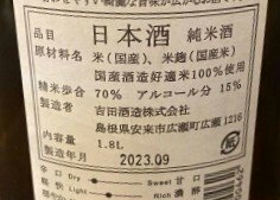 品目 日本酒 純米酒
原材料名 米(国産)、米麹(国産米)
国産酒造好適米100%使用
精米歩合 70% アルコール分 15%
製造者 吉田酒造株式会社
島根県安来市広瀬町広瀬1216
内容量 1.8L
製造年月 2023.09
辛口 Dry Sweet 甘口
軽快 Light Rich 濃醇